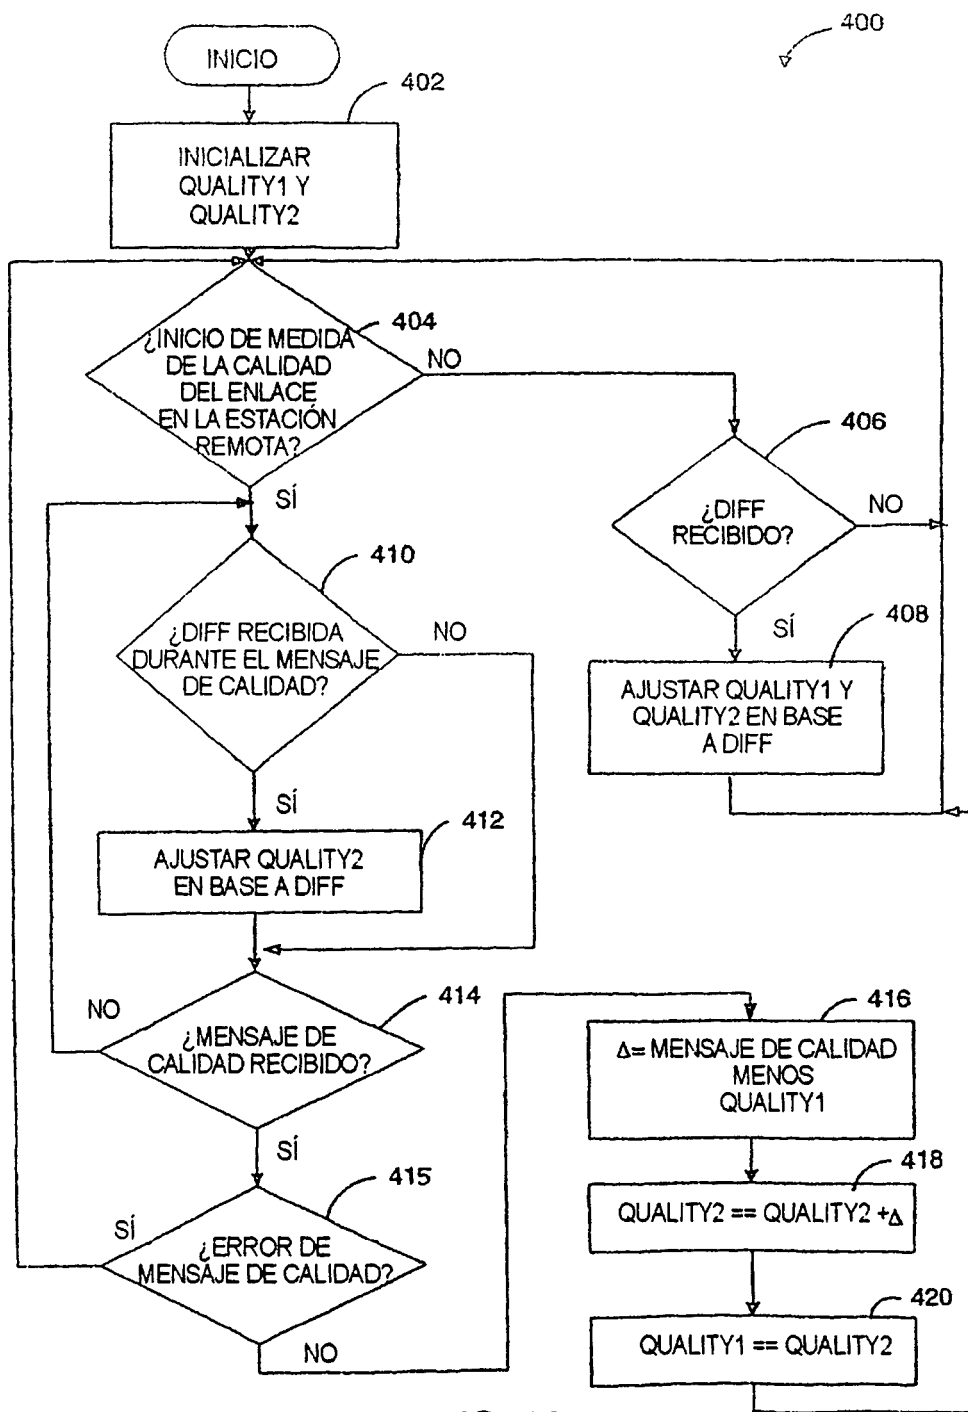 400
INICIO
402
INICIALIZAR
QUALITY1 Y
QUALITY2
404
¿INICIO DE MEDIDA
DE LA CALIDAD
DEL ENLACE
EN LA ESTACIÓN
REMOTA?
NO
SÍ
406
¿DIFF
RECIBIDO?
NO
SÍ
408
AJUSTAR QUALITY1 Y
QUALITY2 EN BASE
A DIFF
410
¿DIFF RECIBIDA
DURANTE EL MENSAJE
DE CALIDAD?
NO
SÍ
412
AJUSTAR QUALITY2
EN BASE A DIFF
414
¿MENSAJE DE
CALIDAD RECIBIDO?
NO
SÍ
415
¿ERROR DE
MENSAJE DE CALIDAD?
SÍ
NO
416
Δ= MENSAJE DE CALIDAD
MENOS
QUALITY1
418
QUALITY2 == QUALITY2 +Δ
420
QUALITY1 == QUALITY2